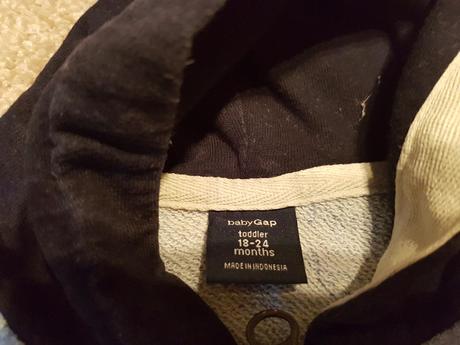 babyGap
toddler
18-24
months
MADE IN INDONESIA